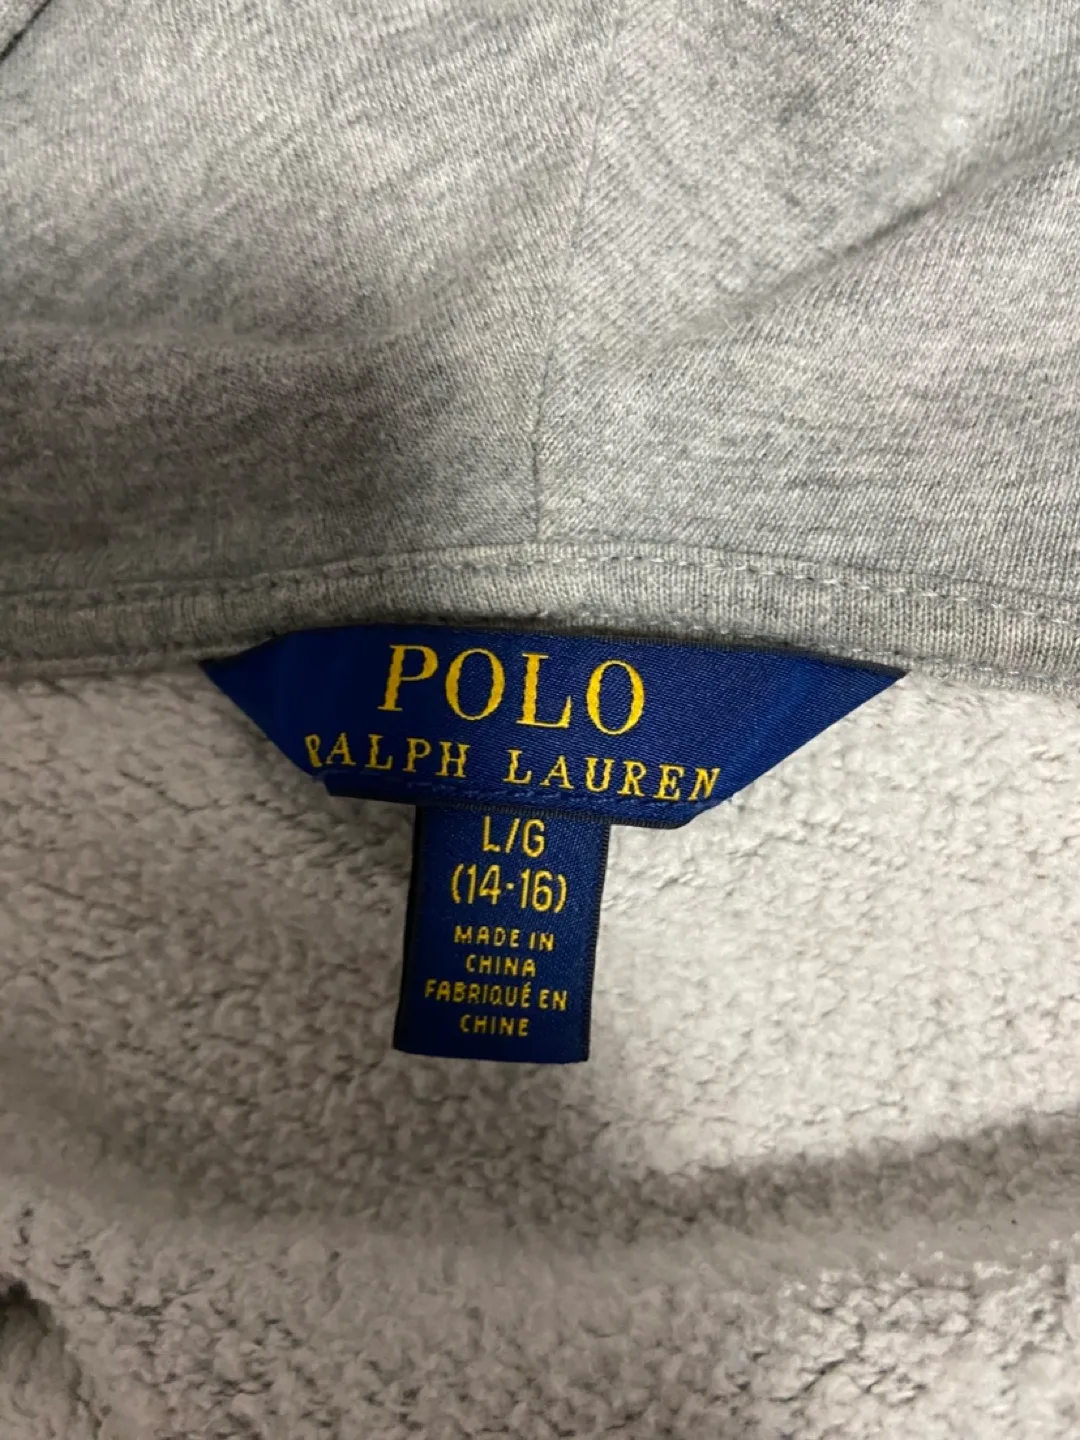 POLO
RALPH LAUREN
L/G
(14-16)
MADE IN
CHINA
FABRIQUÉ EN
CHINE